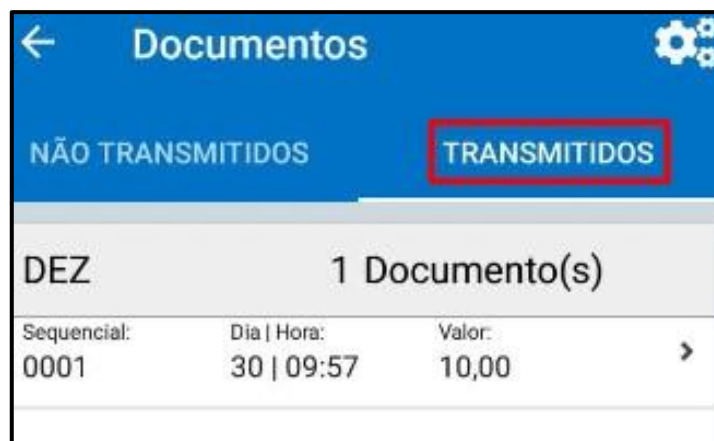 Documentos
NÃO TRANSMITIDOS TRANSMITIDOS
DEZ 1 Documento(s)
Sequencial: Dia | Hora: Valor:
0001 30 | 09:57 10,00